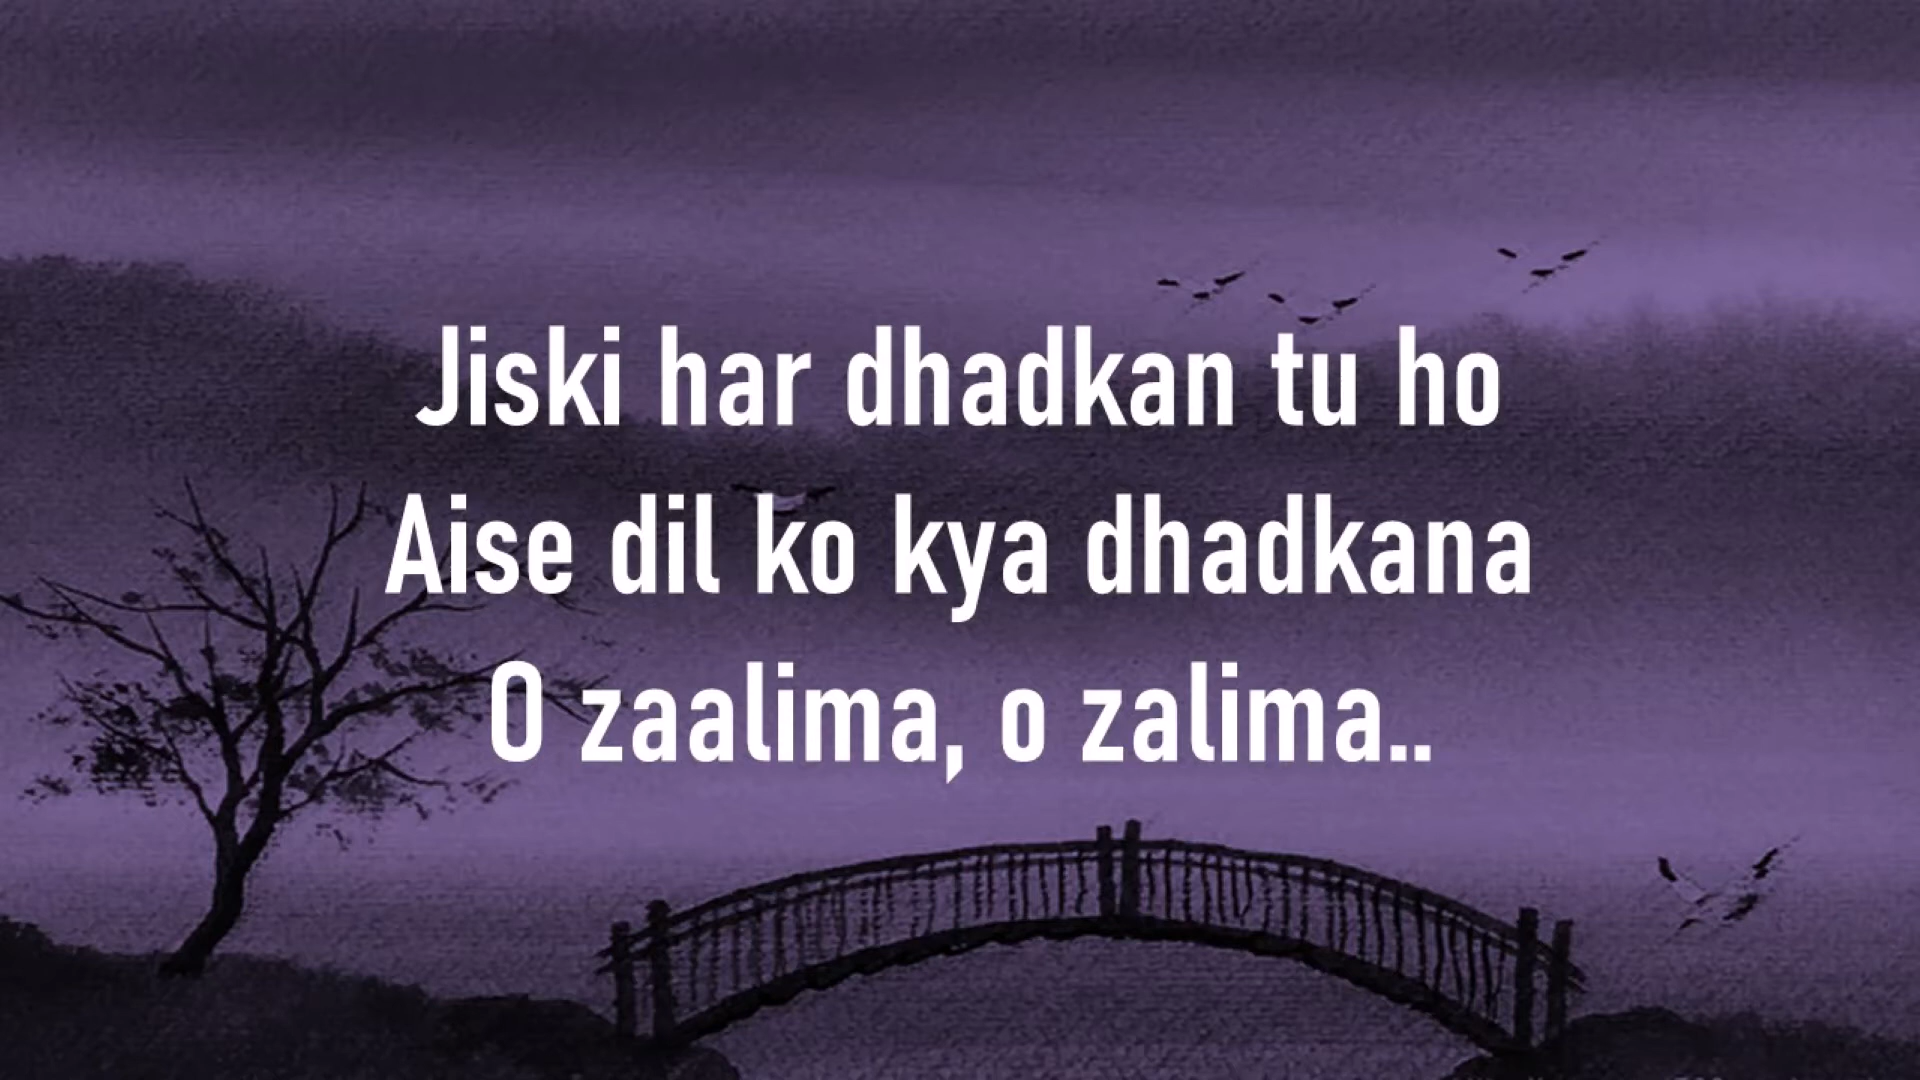 Jiski har dhadkan tu ho
Aise dil ko kya dhadkana
O zaalima, o zalima..